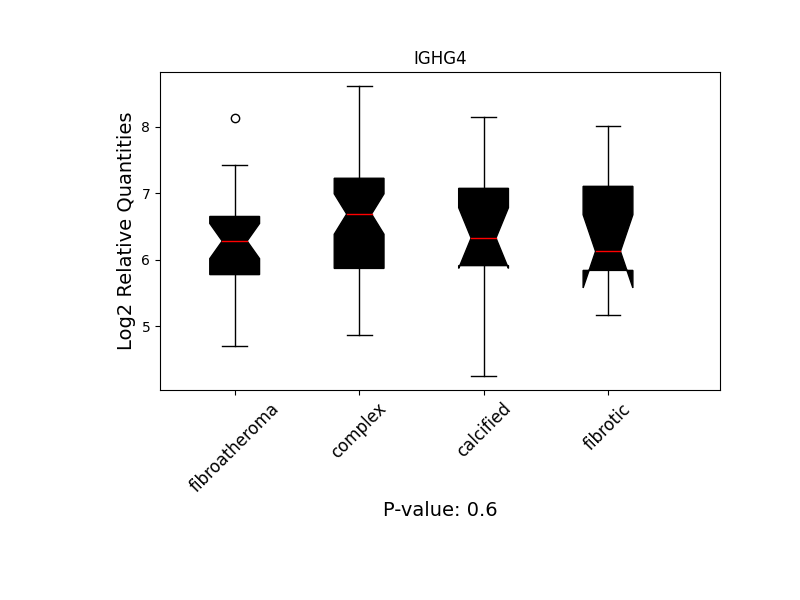 IGHG4
Log2 Relative Quantities
8
7
6
5
fibroatheroma
complex
calcified
fibrotic
P-value: 0.6